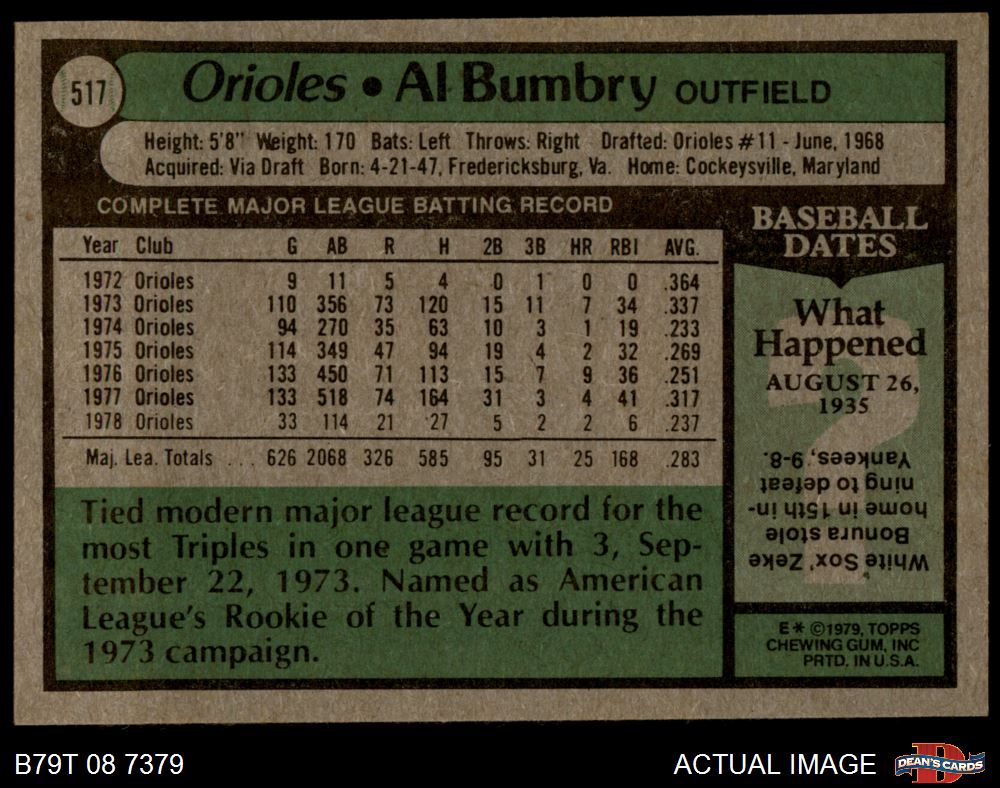 517
Orioles • Al Bumbry OUTFIELD
Height: 5'8" Weight: 170 Bats: Left Throws: Right Drafted: Orioles #11 - June, 1968
Acquired: Via Draft Born: 4-21-47, Fredericksburg, Va. Home: Cockeysville, Maryland
COMPLETE MAJOR LEAGUE BATTING RECORD
Year Club G AB R H 2B 3B HR RBI AVG.
1972 Orioles 9 11 5 4 0 1 0 0 .364
1973 Orioles 110 356 73 120 15 11 7 34 .337
1974 Orioles 94 270 35 63 10 3 1 19 .233
1975 Orioles 114 349 47 94 19 4 2 32 .269
1976 Orioles 133 450 71 113 15 7 9 36 .251
1977 Orioles 133 518 74 164 31 3 4 41 .317
1978 Orioles 33 114 21 27 5 2 2 6 .237
Maj. Lea. Totals ... 626 2068 326 585 95 31 25 168 .283
Tied modern major league record for the
most Triples in one game with 3, Sep-
tember 22, 1973. Named as American
League's Rookie of the Year during the
1973 campaign.
BASEBALL
DATES
What
Happened
AUGUST 26,
1935
White Sox' Zeke
Bonura stole
home in 15th in-
ning to defeat
Yankees, 9-8.
E * ©1979, TOPPS
CHEWING GUM, INC
PRTD. IN U.S.A.
B79T 08 7379
ACTUAL IMAGE
DEAN'S CARDS